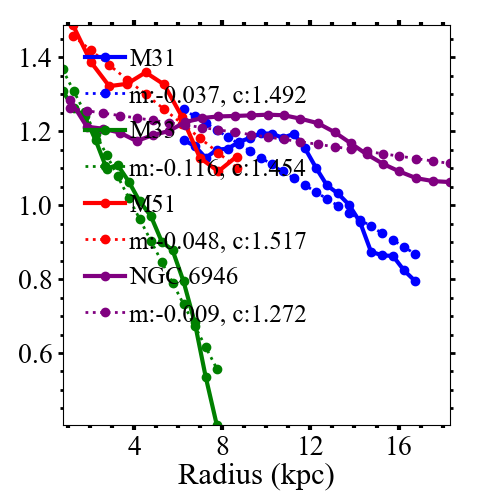 1.4
1.2
1.0
0.8
0.6
M31
m:-0.037, c:1.492
M33
m:-0.116, c:1.454
M51
m:-0.048, c:1.517
NGC 6946
m:-0.009, c:1.272
4 8 12 16
Radius (kpc)